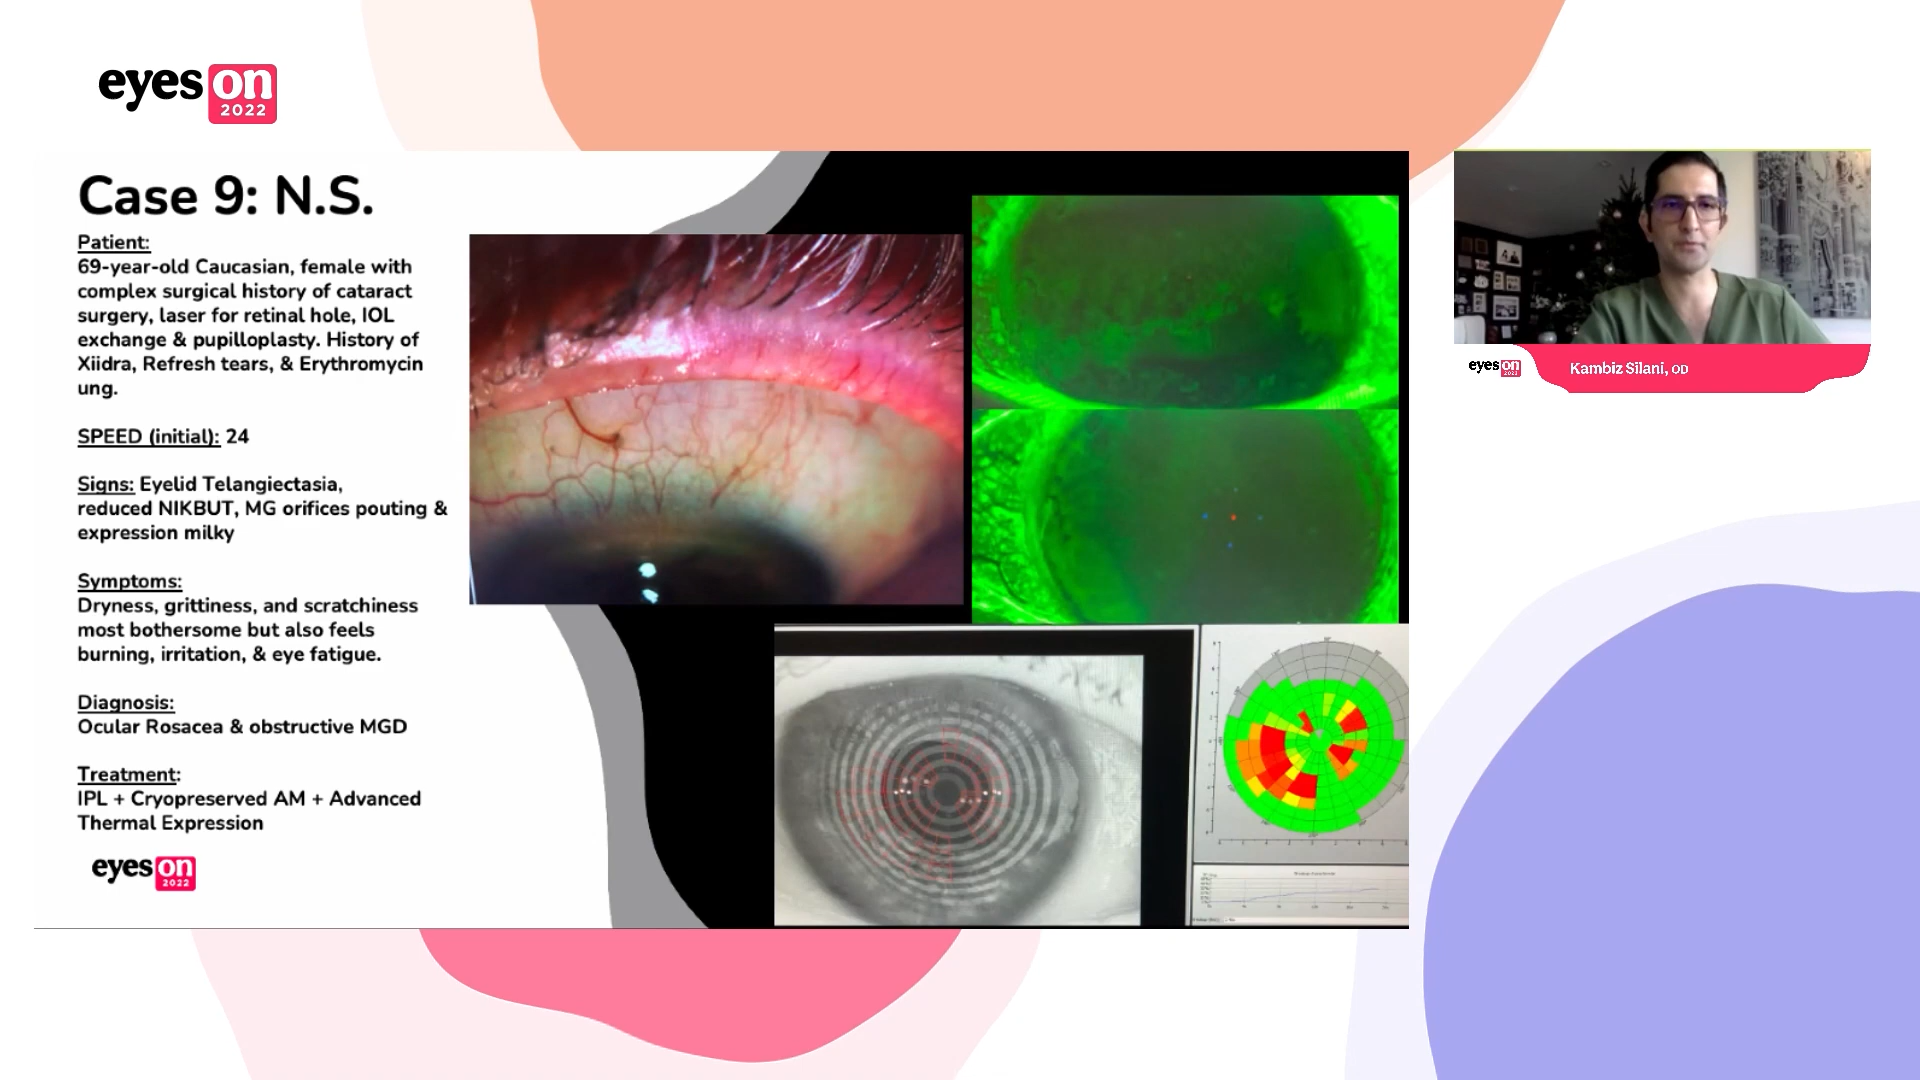 eyes on
2022
Case 9: N.S.
Patient:
69-year-old Caucasian, female with
complex surgical history of cataract
surgery, laser for retinal hole, IOL
exchange & pupilloplasty. History of
Xiidra, Refresh tears, & Erythromycin
ung.
SPEED (initial): 24
Signs: Eyelid Telangiectasia,
reduced NIKBUT, MG orifices pouting &
expression milky
Symptoms:
Dryness, grittiness, and scratchiness
most bothersome but also feels
burning, irritation, & eye fatigue.
Diagnosis:
Ocular Rosacea & obstructive MGD
Treatment:
IPL + Cryopreserved AM + Advanced
Thermal Expression
eyes on
2022
eyes on
2022
Kambiz Silani, OD